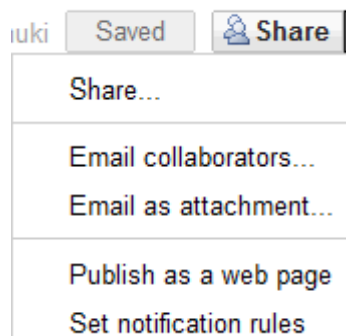 Saved Share
Share...
Email collaborators...
Email as attachment...
Publish as a web page
Set notification rules